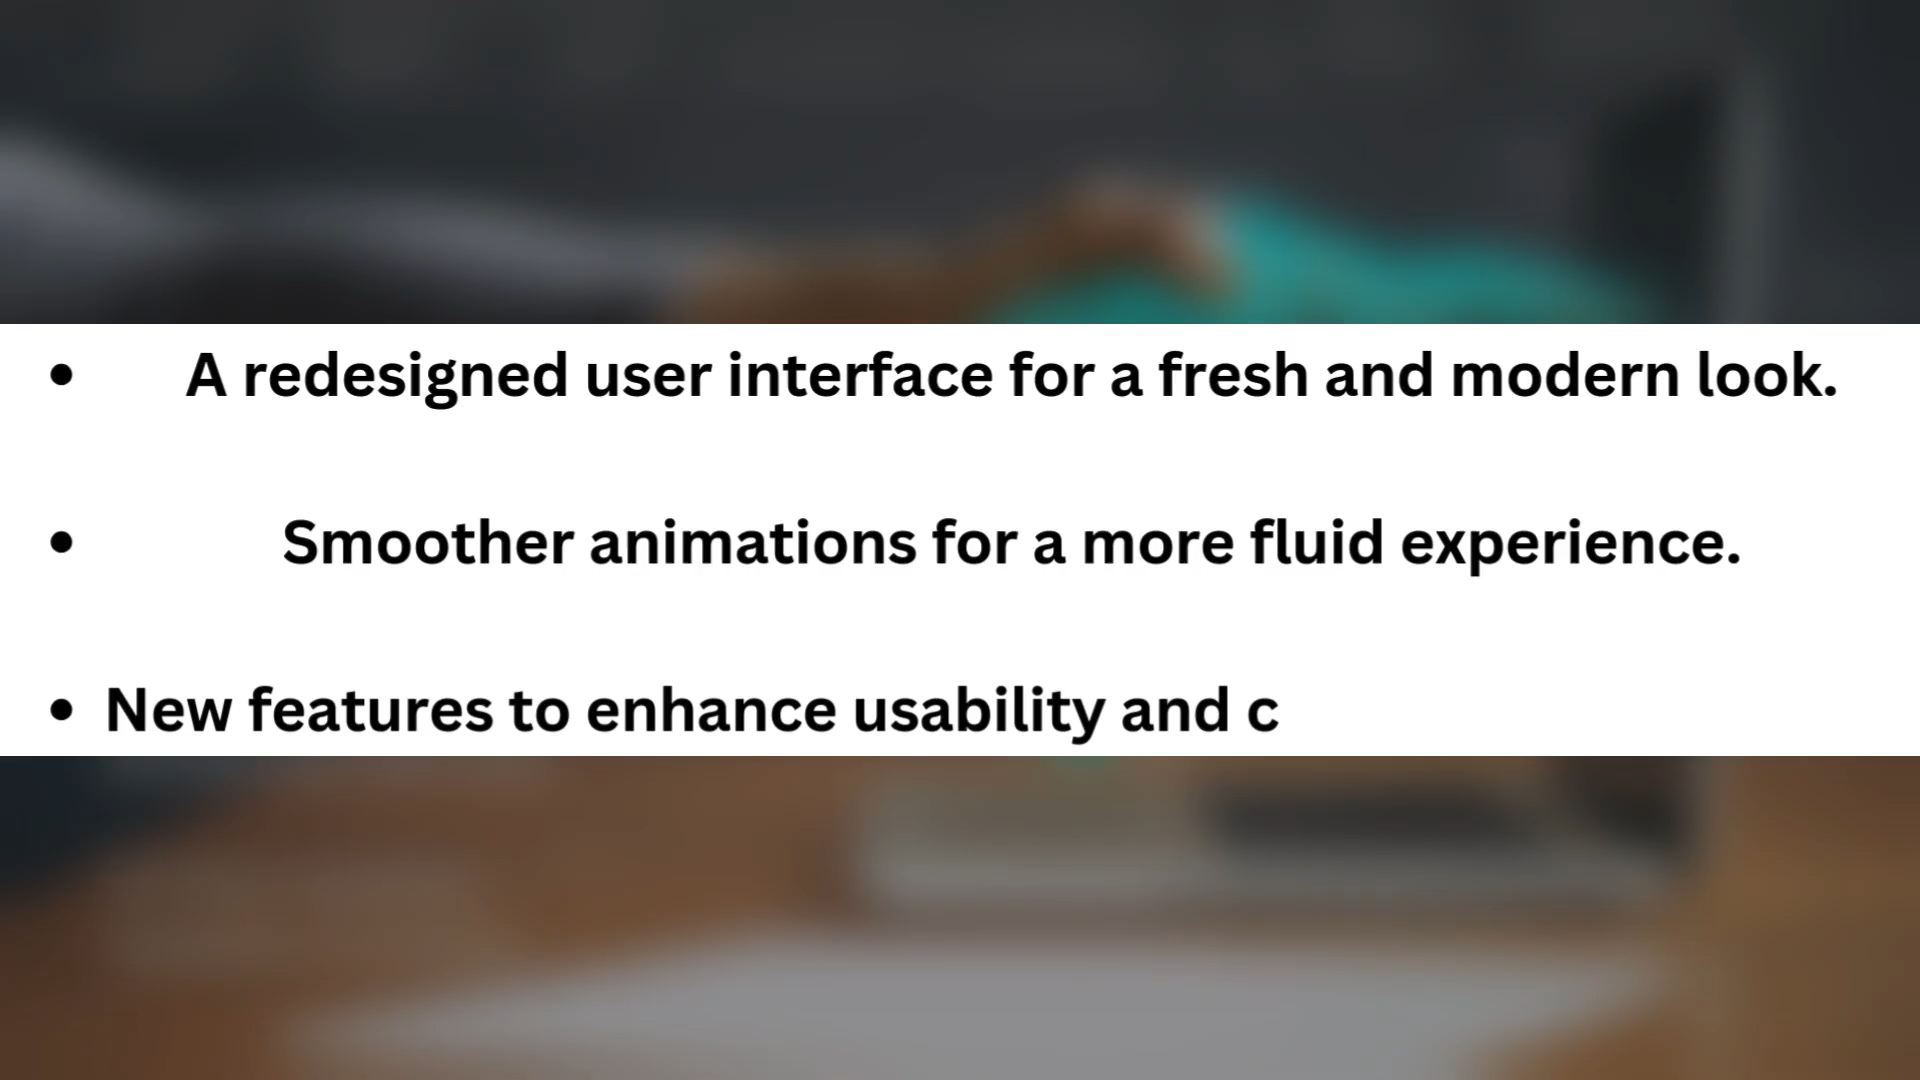 • A redesigned user interface for a fresh and modern look.
• Smoother animations for a more fluid experience.
• New features to enhance usability and c